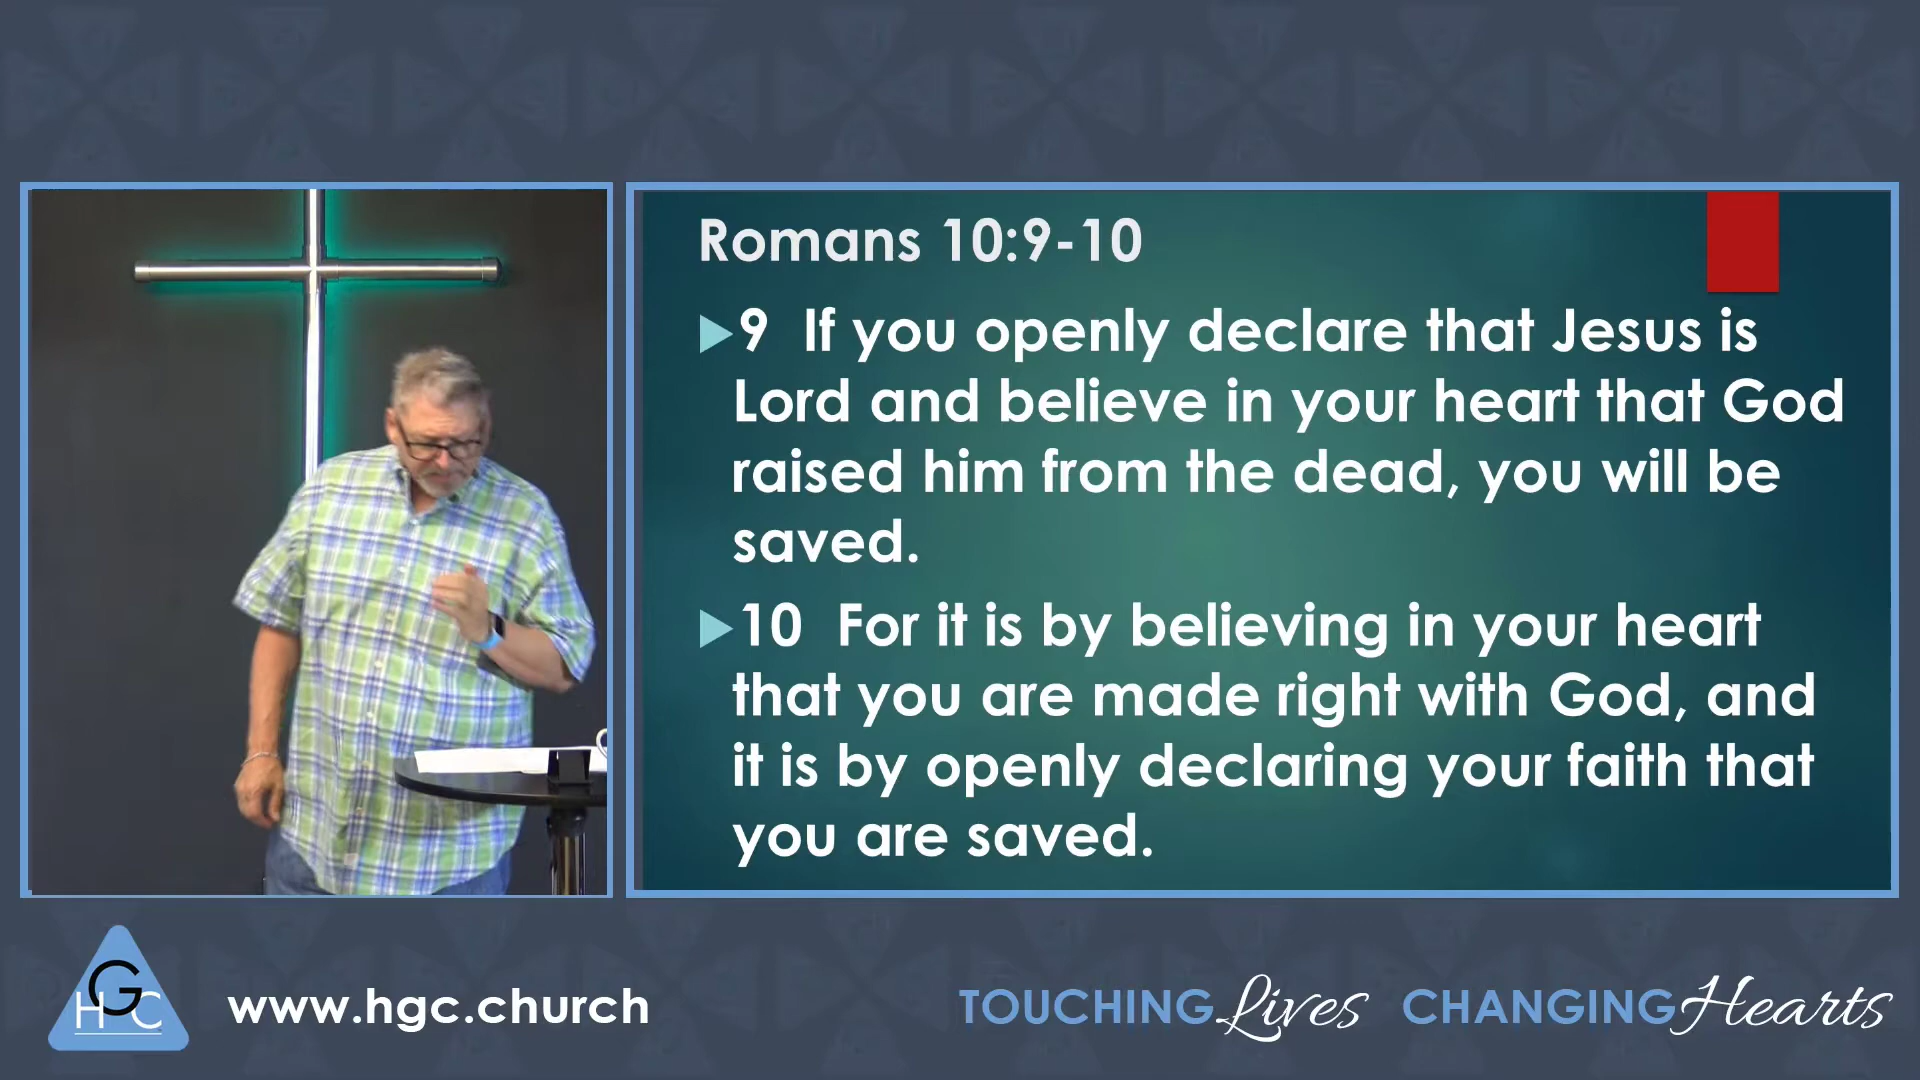 Romans 10:9-10
9 If you openly declare that Jesus is
Lord and believe in your heart that God
raised him from the dead, you will be
saved.
10 For it is by believing in your heart
that you are made right with God, and
it is by openly declaring your faith that
you are saved.
HGC
www.hgc.church
TOUCHING Lives CHANGING Hearts